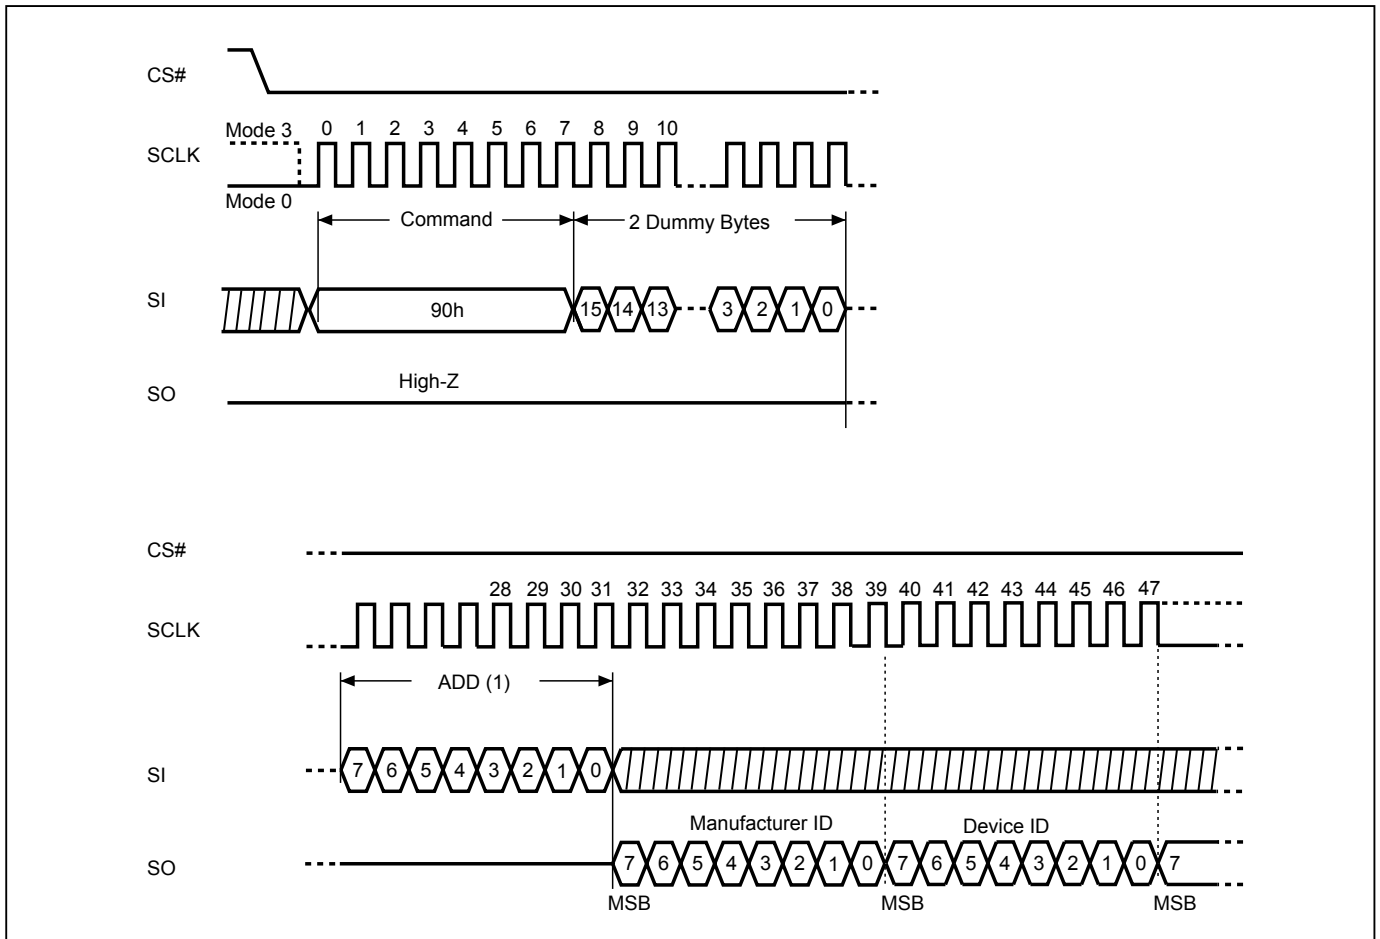 CS#
Mode 3 0 1 2 3 4 5 6 7 8 9 10
SCLK
Mode 0
Command 2 Dummy Bytes
SI 90h 15 14 13 3 2 1 0
High-Z
SO
CS#
28 29 30 31 32 33 34 35 36 37 38 39 40 41 42 43 44 45 46 47
SCLK
ADD (1)
SI 7 6 5 4 3 2 1 0
Manufacturer ID Device ID
SO 7 6 5 4 3 2 1 0 7 6 5 4 3 2 1 0 7
MSB MSB MSB